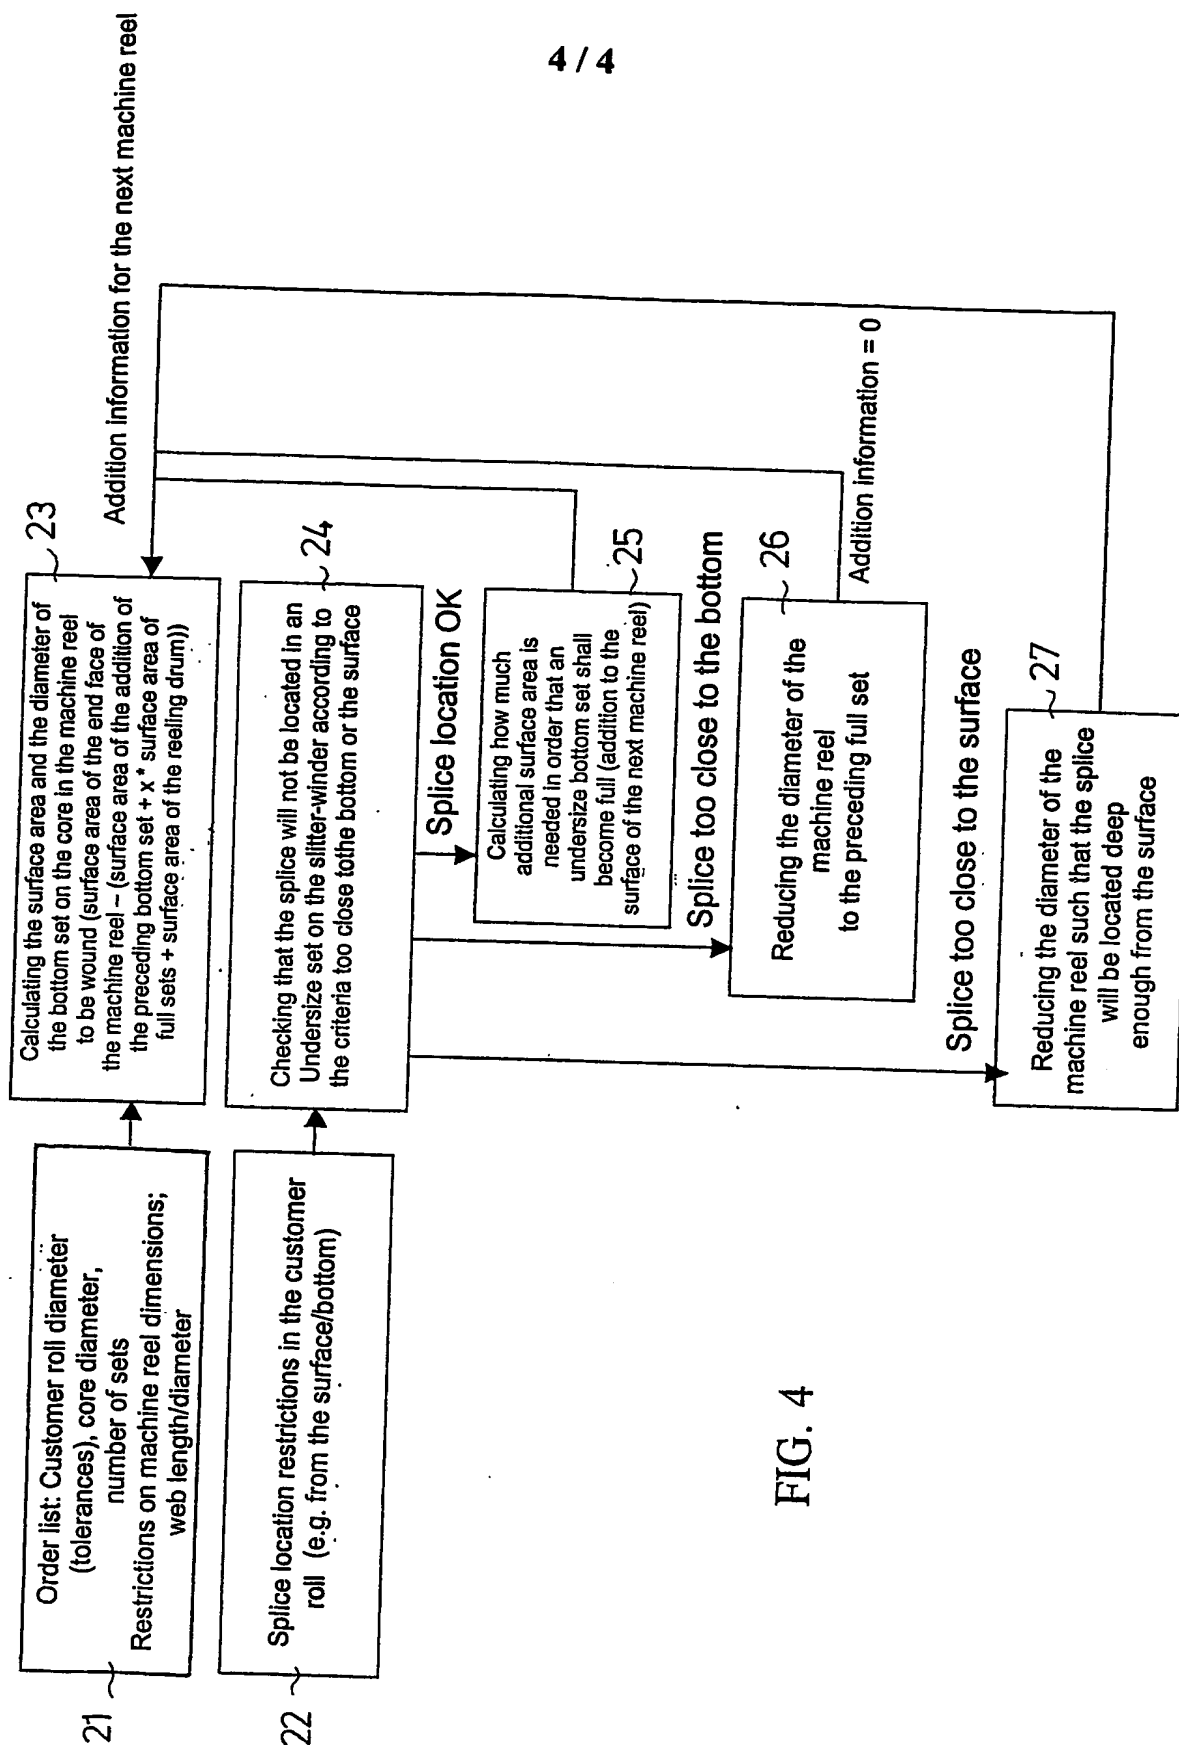 4 / 4
Order list: Customer roll diameter
(tolerances), core diameter,
number of sets
Restrictions on machine reel dimensions;
web length/diameter
21
Splice location restrictions in the customer
roll (e.g. from the surface/bottom)
22
Calculating the surface area and the diameter of
the bottom set on the core in the machine reel
to be wound (surface area of the end face of
the machine reel – (surface area of the addition of
the preceding bottom set + x* surface area of
full sets + surface area of the reeling drum))
23
Addition information for the next machine reel
Checking that the splice will not be located in an
Undersize set on the slitter-winder according to
the criteria too close tothe bottom or the surface
24
Splice location OK
Calculating how much
additional surface area is
needed in order that an
undersize bottom set shall
become full (addition to the
surface of the next machine reel)
25
Splice too close to the bottom
Reducing the diameter of the
machine reel
to the preceding full set
26
Addition information = 0
Splice too close to the surface
Reducing the diameter of the
machine reel such that the splice
will be located deep
enough from the surface
27
FIG. 4